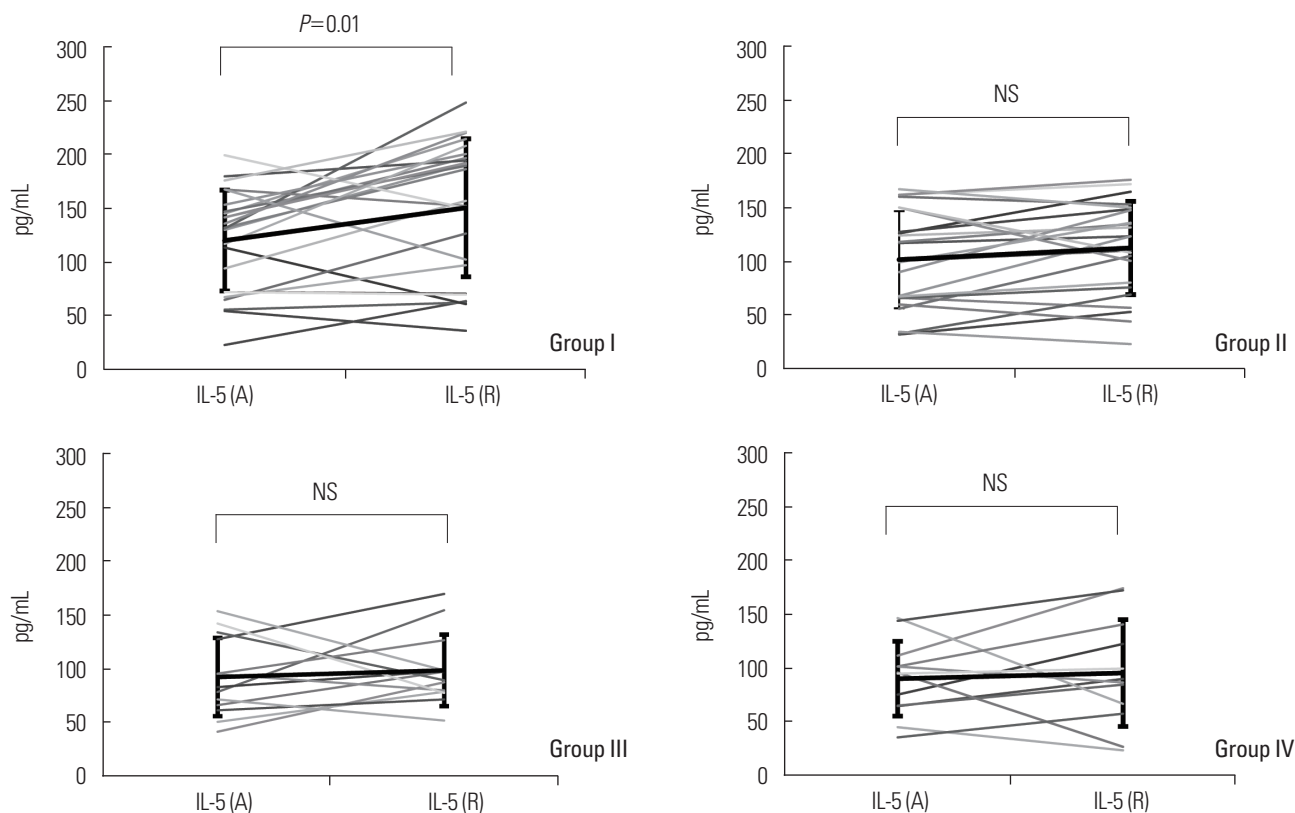 P=0.01
300
250
200
150
100
50
0
pg/mL
IL-5 (A)
IL-5 (R)
Group I
NS
300
250
200
150
100
50
0
pg/mL
IL-5 (A)
IL-5 (R)
Group II
NS
300
250
200
150
100
50
0
pg/mL
IL-5 (A)
IL-5 (R)
Group III
NS
300
250
200
150
100
50
0
pg/mL
IL-5 (A)
IL-5 (R)
Group IV